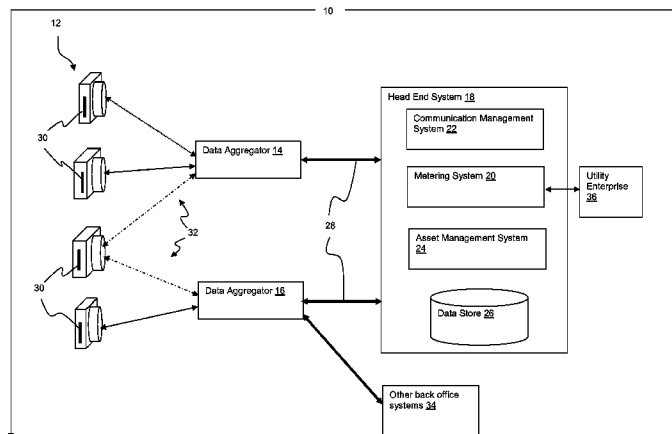 10
12
30
Data Aggregator 14
32
30
Data Aggregator 16
28
Head End System 18
Communication Management
System 22
Metering System 20
Utility
Enterprise
36
Asset Management System
24
Data Store 26
Other back office
systems 34